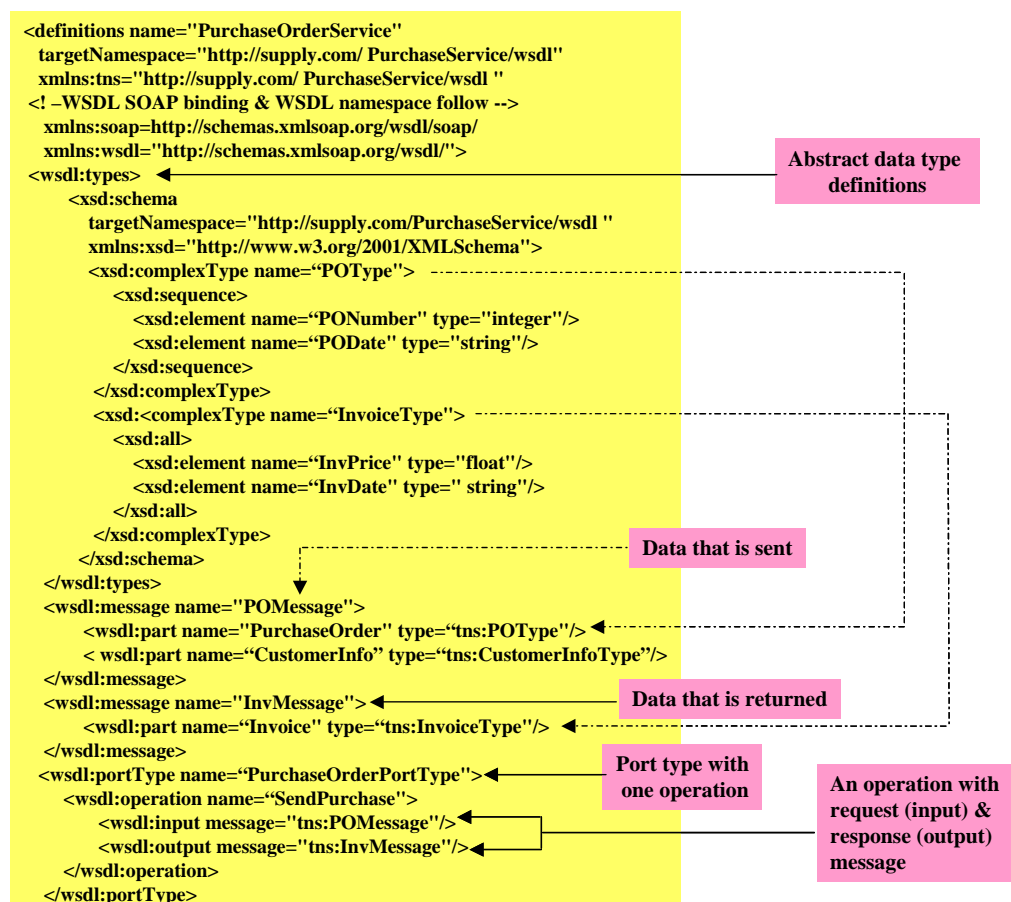 <definitions name="PurchaseOrderService"
targetNamespace="http://supply.com/ PurchaseService/wsdl"
xmlns:tns="http://supply.com/ PurchaseService/wsdl "
<! –WSDL SOAP binding & WSDL namespace follow -->
xmlns:soap=http://schemas.xmlsoap.org/wsdl/soap/
xmlns:wsdl="http://schemas.xmlsoap.org/wsdl/">
<wsdl:types>
Abstract data type
definitions
<xsd:schema
targetNamespace="http://supply.com/PurchaseService/wsdl "
xmlns:xsd="http://www.w3.org/2001/XMLSchema">
<xsd:complexType name=“POType">
<xsd:sequence>
<xsd:element name=“PONumber" type="integer"/>
<xsd:element name=“PODate" type="string"/>
</xsd:sequence>
</xsd:complexType>
<xsd:<complexType name=“InvoiceType">
<xsd:all>
<xsd:element name=“InvPrice" type="float"/>
<xsd:element name=“InvDate" type=" string"/>
</xsd:all>
</xsd:complexType>
</xsd:schema>
Data that is sent
</wsdl:types>
<wsdl:message name="POMessage">
<wsdl:part name="PurchaseOrder" type=“tns:POType"/>
< wsdl:part name=“CustomerInfo” type=“tns:CustomerInfoType”/>
</wsdl:message>
<wsdl:message name="InvMessage">
Data that is returned
<wsdl:part name=“Invoice" type=“tns:InvoiceType"/>
</wsdl:message>
<wsdl:portType name=“PurchaseOrderPortType">
Port type with
one operation
<wsdl:operation name=“SendPurchase">
<wsdl:input message="tns:POMessage"/>
<wsdl:output message="tns:InvMessage"/>
An operation with
request (input) &
response (output)
message
</wsdl:operation>
</wsdl:portType>